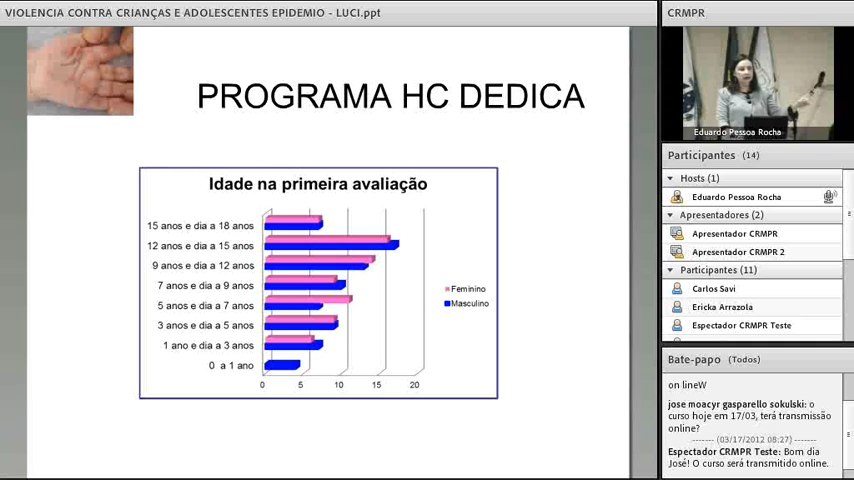 VIOLENCIA CONTRA CRIANÇAS E ADOLESCENTES EPIDEMIO - LUCI.ppt
PROGRAMA HC DEDICA
Idade na primeira avaliação
15 anos e dia a 18 anos
12 anos e dia a 15 anos
9 anos e dia a 12 anos
7 anos e dia a 9 anos
5 anos e dia a 7 anos
3 anos e dia a 5 anos
1 ano e dia a 3 anos
0 a 1 ano
0 5 10 15 20
Feminino
Masculino
CRMPR
Eduardo Pessoa Rocha
Participantes (14)
Hosts (1)
Eduardo Pessoa Rocha
Apresentadores (2)
Apresentador CRMPR
Apresentador CRMPR 2
Participantes (11)
Carlos Savi
Ericka Arrazola
Espectador CRMPR Teste
Bate-papo (Todos)
on lineW
jose moacyr gasparello sokulski: o
curso hoje em 17/03, terá transmissão
online?
------- (03/17/2012 08:27) -------
Espectador CRMPR Teste: Bom dia
José! O curso será transmitido online.